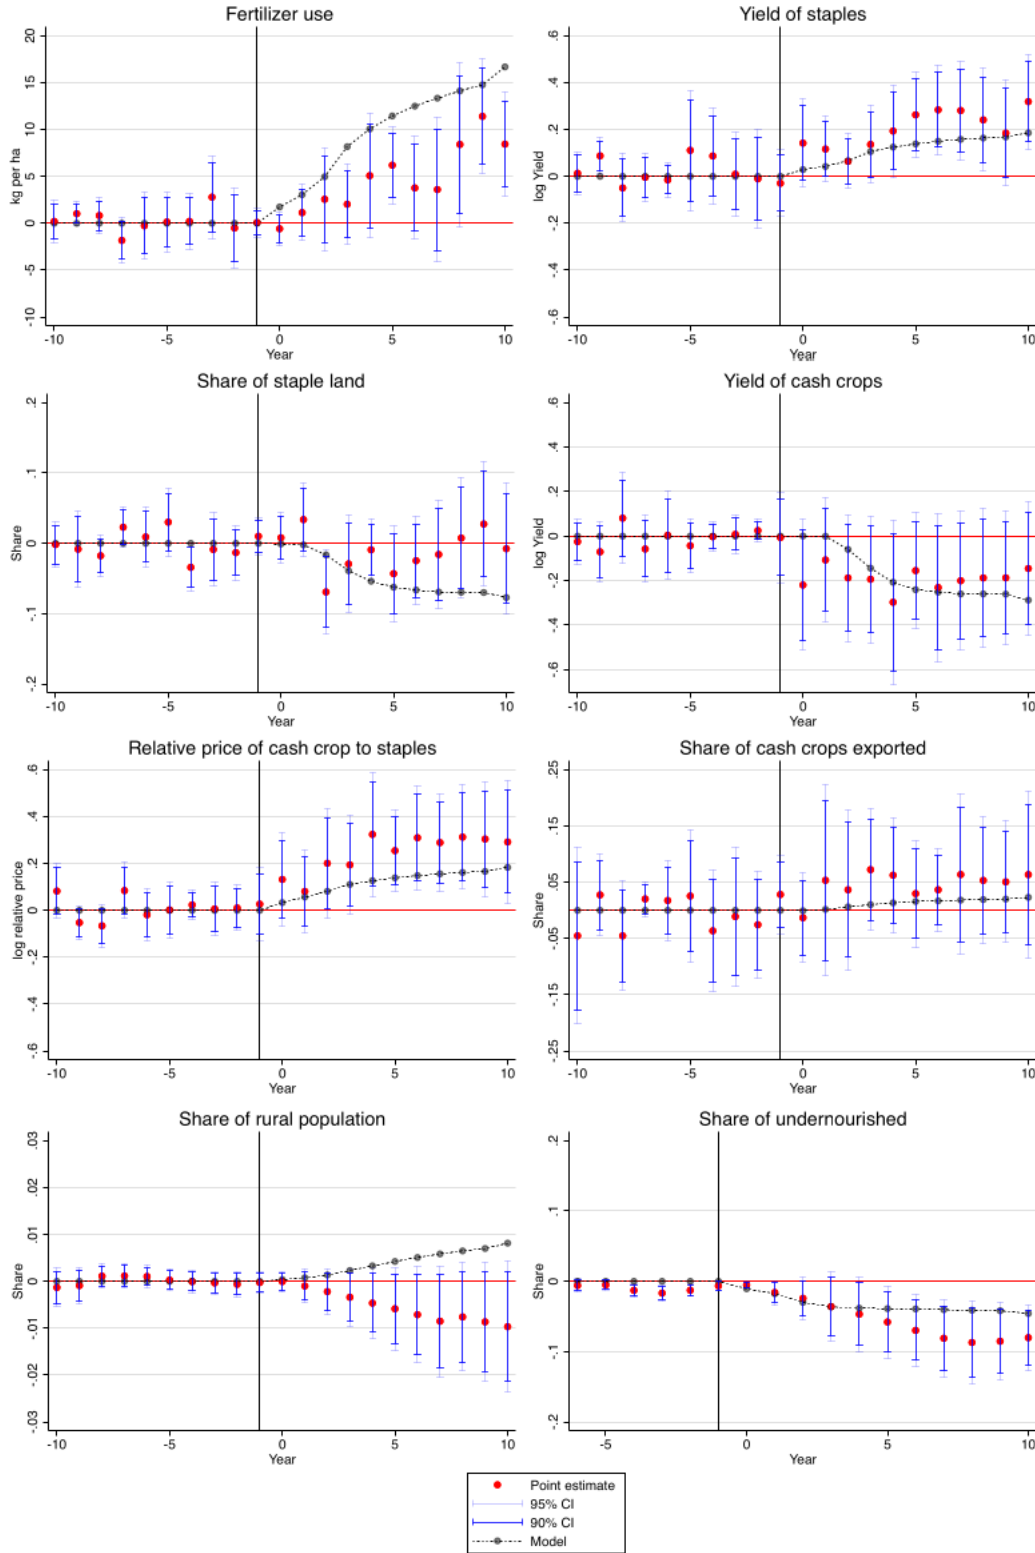 Fertilizer use
20
15
10
5
0
-5
-10
kg per ha
-10 -5 0 5 10
Year
Yield of staples
.6
.4
.2
0
-.2
-.4
-.6
log Yield
-10 -5 0 5 10
Year
Share of staple land
.2
.1
0
-.1
-.2
Share
-10 -5 0 5 10
Year
Yield of cash crops
.6
.4
.2
0
-.2
-.4
-.6
log Yield
-10 -5 0 5 10
Year
Relative price of cash crop to staples
.6
.4
.2
0
-.2
-.4
-.6
log relative price
-10 -5 0 5 10
Year
Share of cash crops exported
.25
.15
.05
-.05
-.15
-.25
Share
-10 -5 0 5 10
Year
Share of rural population
.03
.02
.01
0
-.01
-.02
-.03
Share
-10 -5 0 5 10
Year
Share of undernourished
.2
.1
0
-.1
-.2
Share
-5 0 5 10
Year
Point estimate
95% CI
90% CI
Model